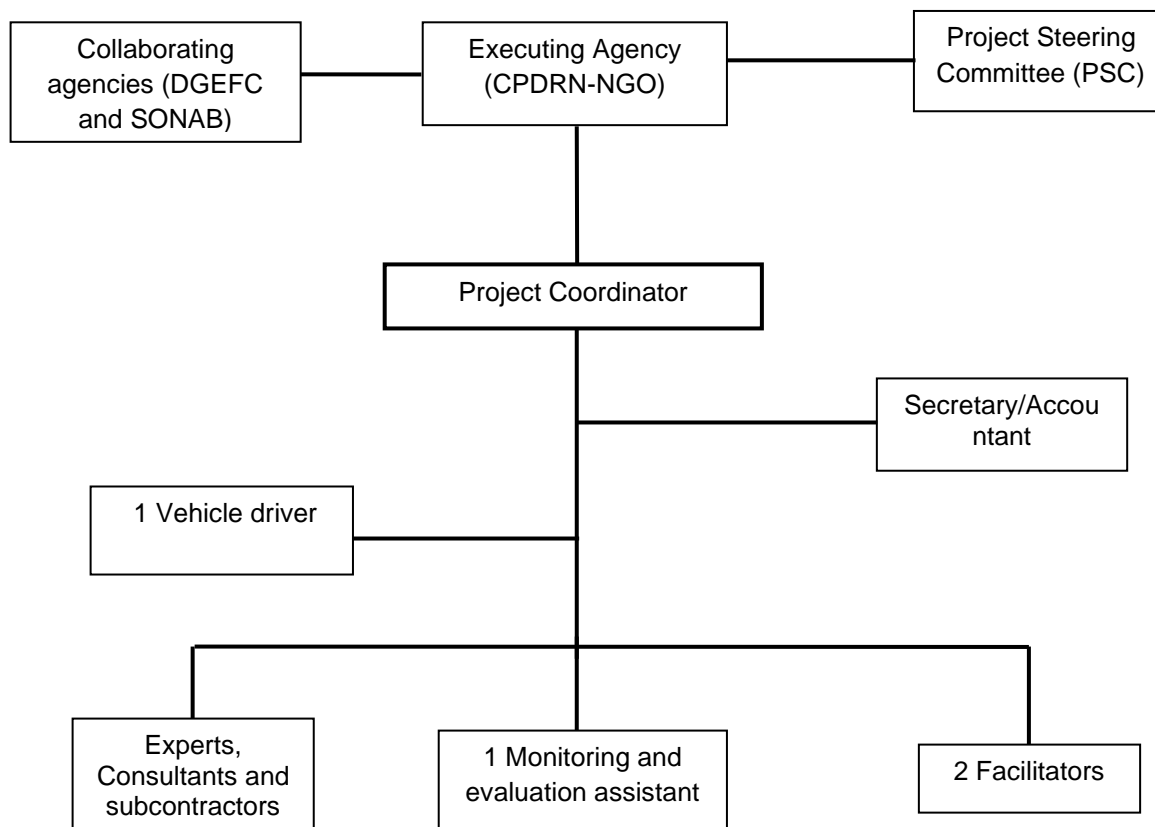 Collaborating
agencies (DGEFC
and SONAB)
Executing Agency
(CPDRN-NGO)
Project Steering
Committee (PSC)
Project Coordinator
Secretary/Accou
ntant
1 Vehicle driver
Experts,
Consultants and
subcontractors
1 Monitoring and
evaluation assistant
2 Facilitators